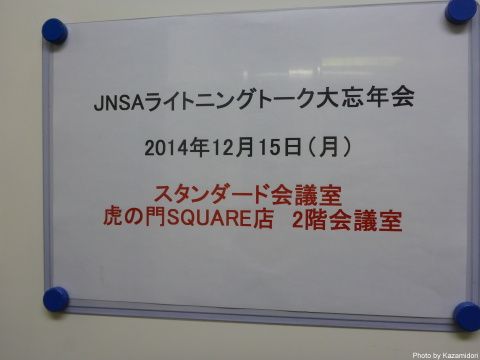 JNSAライトニングトーク大忘年会
2014年12月15日(月)
スタンダード会議室
虎の門SQUARE店　2階会議室
Photo by Kazamidori